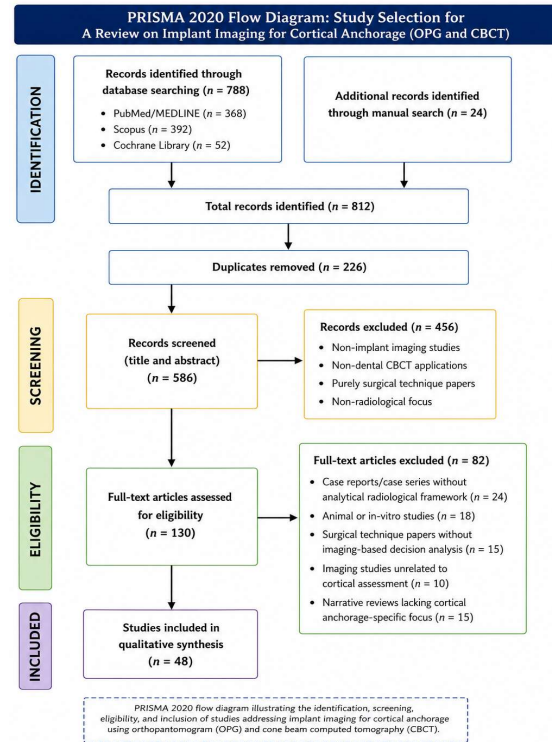 PRISMA 2020 Flow Diagram: Study Selection for
A Review on Implant Imaging for Cortical Anchorage (OPG and CBCT)
IDENTIFICATION
Records identified through
database searching (n = 788)
• PubMed/MEDLINE (n = 368)
• Scopus (n = 392)
• Cochrane Library (n = 52)
Additional records identified
through manual search (n = 24)
Total records identified (n = 812)
Duplicates removed (n = 226)
SCREENING
Records screened
(title and abstract)
(n = 586)
Records excluded (n = 456)
• Non-implant imaging studies
• Non-dental CBCT applications
• Purely surgical technique papers
• Non-radiological focus
ELIGIBILITY
Full-text articles assessed
for eligibility
(n = 130)
Full-text articles excluded (n = 82)
• Case reports/case series without
analytical radiological framework (n = 24)
• Animal or in-vitro studies (n = 18)
• Surgical technique papers without
imaging-based decision analysis (n = 15)
• Imaging studies unrelated to
cortical assessment (n = 10)
• Narrative reviews lacking cortical
anchorage-specific focus (n = 15)
INCLUDED
Studies included in
qualitative synthesis
(n = 48)
PRISMA 2020 flow diagram illustrating the identification, screening,
eligibility, and inclusion of studies addressing implant imaging for cortical anchorage
using orthopantomogram (OPG) and cone beam computed tomography (CBCT).